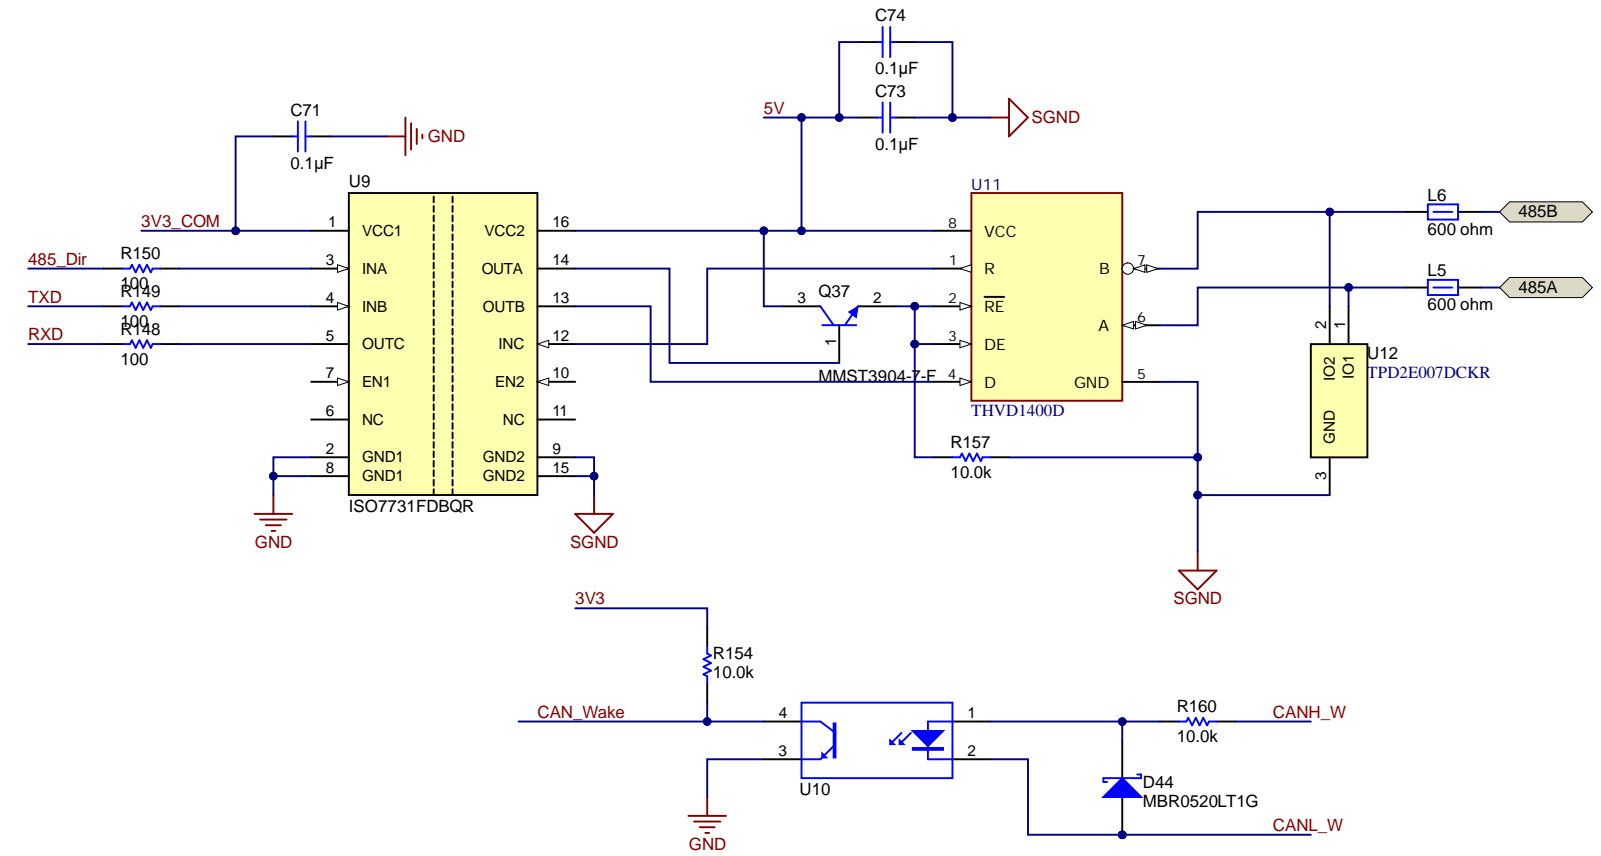 C74
0.1µF
C73
0.1µF
5V
SGND
C71
0.1µF
GND
U9
3V3_COM
1
VCC1
VCC2
16
485_Dir
R150
100
3
INA
OUTA
14
TXD
R149
100
4
INB
OUTB
13
RXD
R148
100
5
OUTC
INC
12
7
EN1
EN2
10
6
NC
NC
11
2
GND1
GND2
9
8
GND1
GND2
15
ISO7731FDBQR
GND
SGND
Q37
3
2
1
MMST3904-7-F
U11
8
VCC
1
R
B
7
2
RE
3
DE
A
6
4
D
GND
5
THVD1400D
R157
10.0k
L6
600 ohm
485B
L5
600 ohm
485A
2
1
IO2
IO1
GND
3
U12
TPD2E007DCKR
SGND
3V3
R154
10.0k
CAN_Wake
4
3
GND
U10
1
2
R160
10.0k
CANH_W
D44
MBR0520LT1G
CANL_W